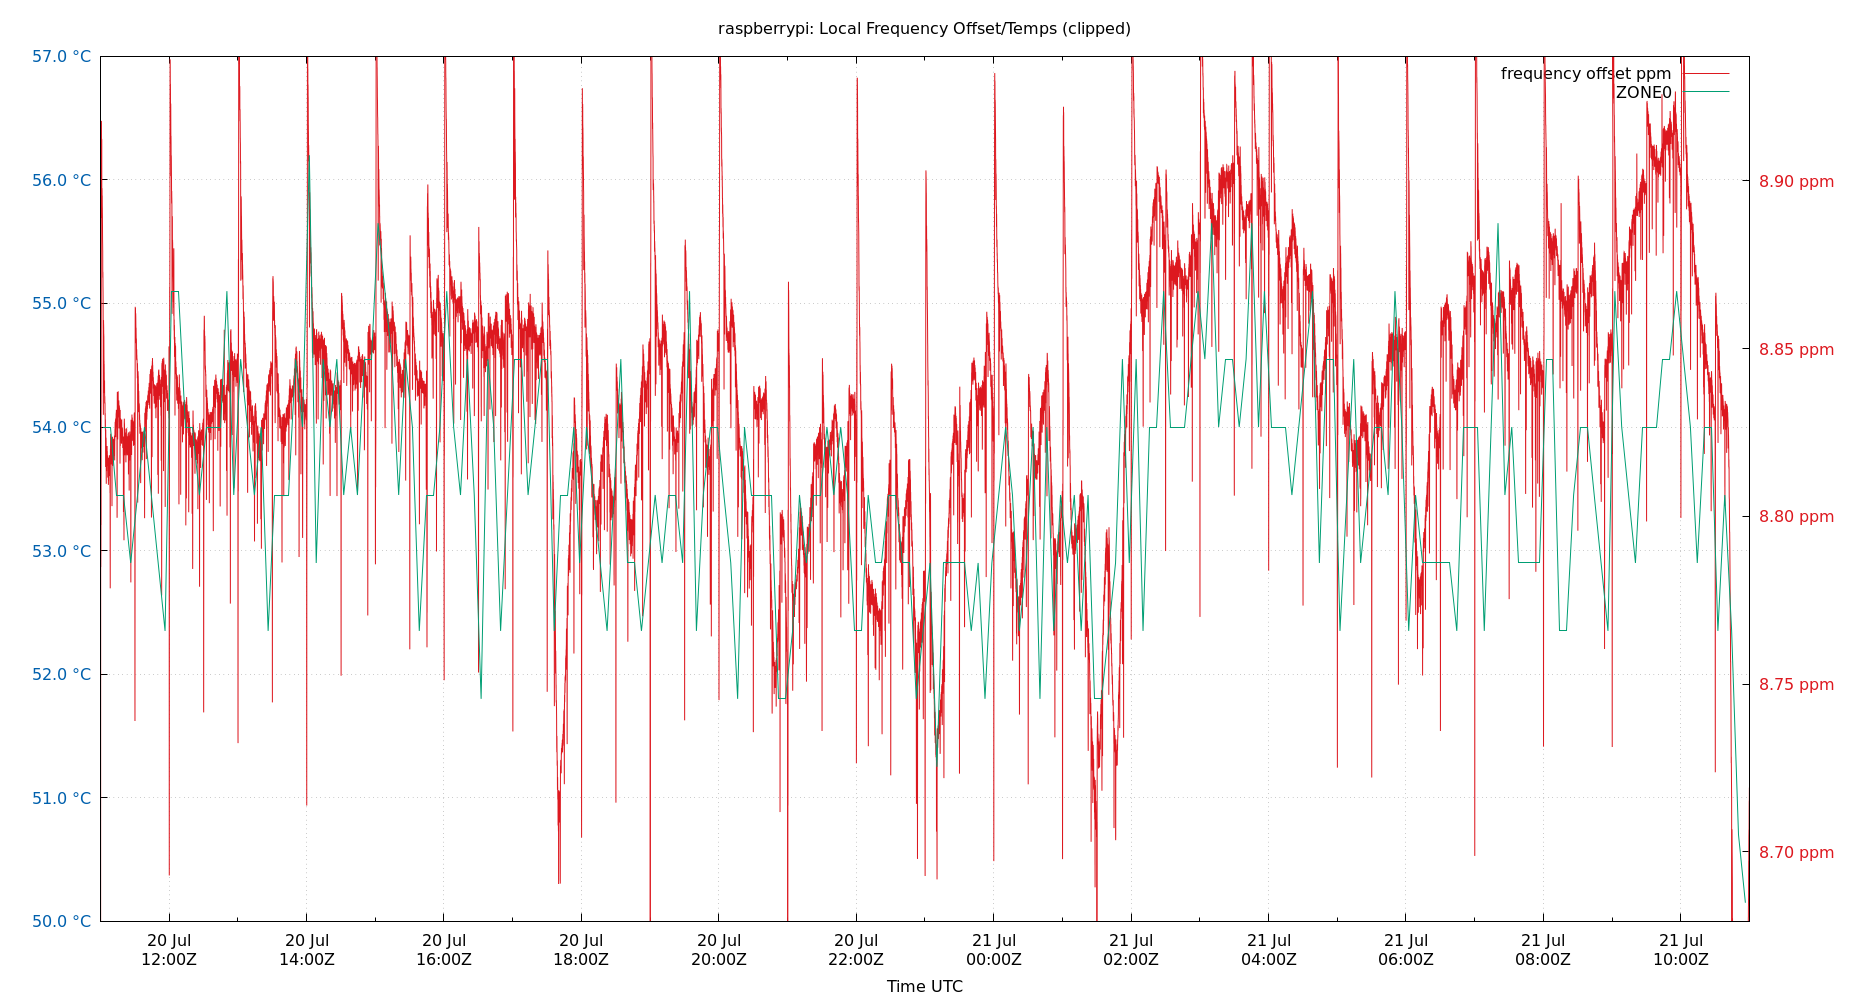 raspberrypi: Local Frequency Offset/Temps (clipped)
57.0 °C
56.0 °C
55.0 °C
54.0 °C
53.0 °C
52.0 °C
51.0 °C
50.0 °C
frequency offset ppm
ZONE0
8.90 ppm
8.85 ppm
8.80 ppm
8.75 ppm
8.70 ppm
20 Jul 20 Jul 20 Jul 20 Jul 20 Jul 20 Jul 21 Jul 21 Jul 21 Jul 21 Jul 21 Jul 21 Jul
12:00Z 14:00Z 16:00Z 18:00Z 20:00Z 22:00Z 00:00Z 02:00Z 04:00Z 06:00Z 08:00Z 10:00Z
Time UTC